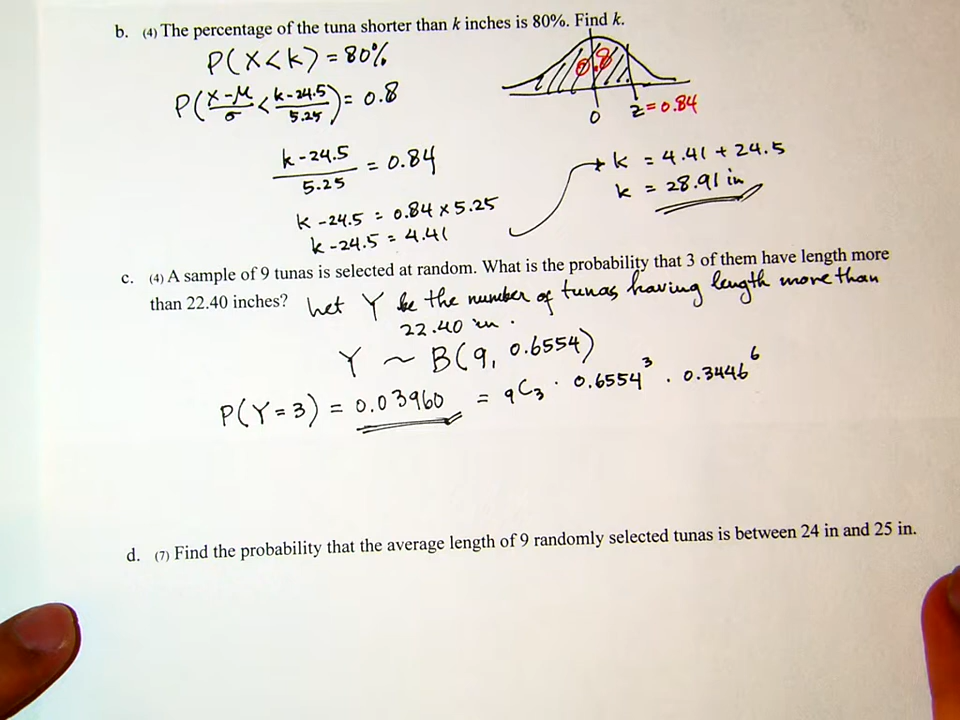 b. (4) The percentage of the tuna shorter than k inches is 80%. Find k.
P(X<k) = 80%
P(X-μ/σ < k-24.5/5.25) = 0.8
0.8
0 z=0.84
k-24.5/5.25 = 0.84
k-24.5 = 0.84 x 5.25
k-24.5 = 4.41
k = 4.41 + 24.5
k = 28.91 in
c. (4) A sample of 9 tunas is selected at random. What is the probability that 3 of them have length more
than 22.40 inches? Let Y be the number of tunas having length more than
22.40 in.
Y ~ B(9, 0.6554)
P(Y=3) = 0.03960 = 9C3 · 0.6554^3 · 0.3446^6
d. (7) Find the probability that the average length of 9 randomly selected tunas is between 24 in and 25 in.